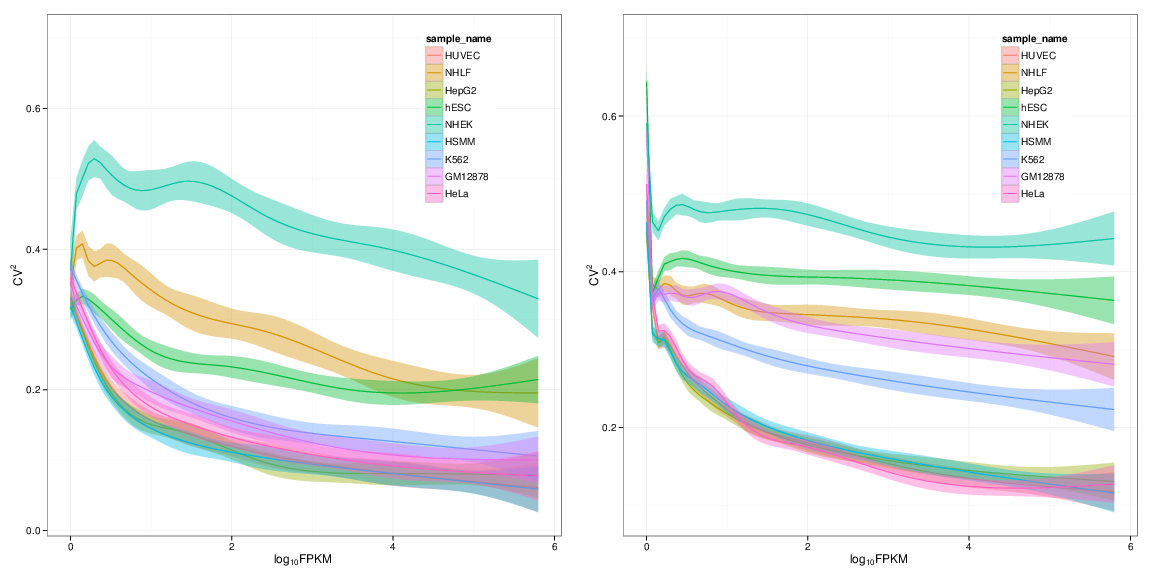 sample_name
HUVEC
NHLF
HepG2
hESC
NHEK
HSMM
K562
GM12878
HeLa
0.6
0.4
0.2
0.0
CV²
0
2
4
6
log₁₀FPKM
sample_name
HUVEC
NHLF
HepG2
hESC
NHEK
HSMM
K562
GM12878
HeLa
0.6
0.4
0.2
CV²
0
2
4
6
log₁₀FPKM